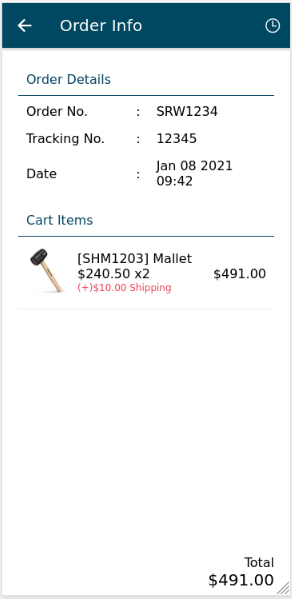 Order Info
Order Details
Order No. : SRW1234
Tracking No. : 12345
Date : Jan 08 2021
09:42
Cart Items
[SHM1203] Mallet
$240.50 x2 $491.00
(+)$10.00 Shipping
Total
$491.00